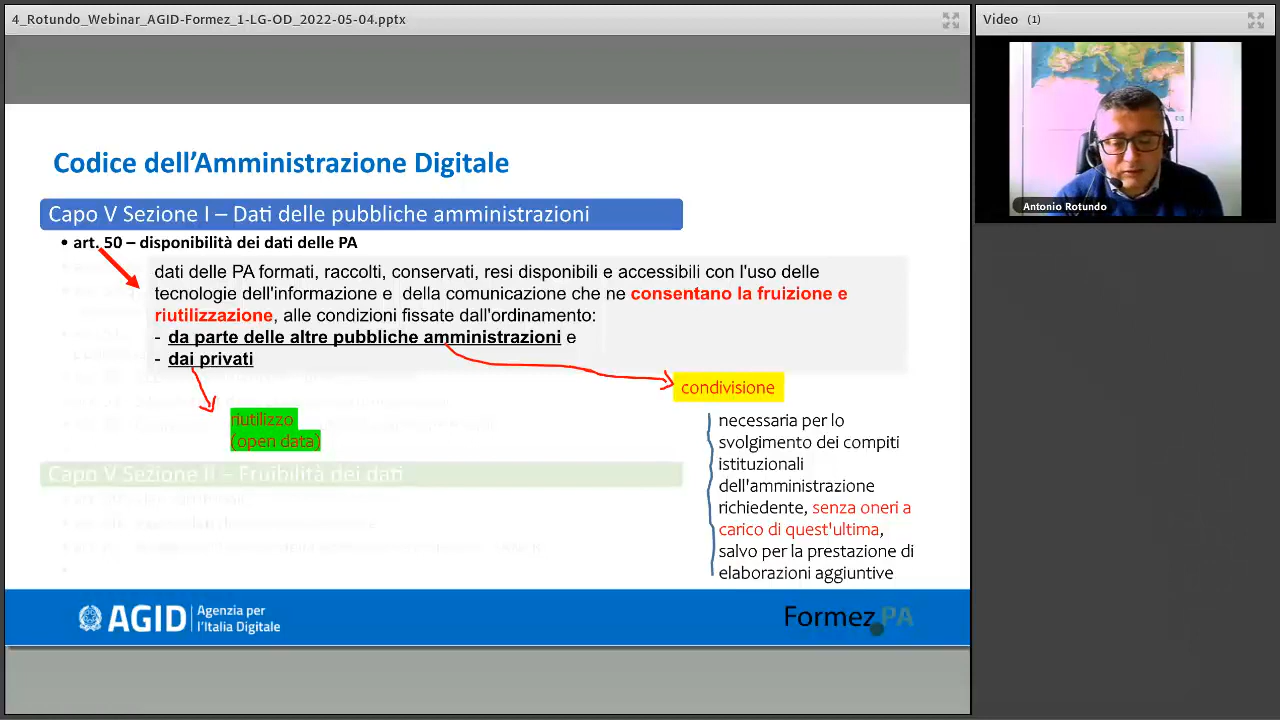 4_Rotundo_Webinar_AGID-Formez_1-LG-OD_2022-05-04.pptx
Video (1)
Antonio Rotundo
Codice dell'Amministrazione Digitale
Capo V Sezione I – Dati delle pubbliche amministrazioni
• art. 50 – disponibilità dei dati delle PA
dati delle PA formati, raccolti, conservati, resi disponibili e accessibili con l'uso delle
tecnologie dell'informazione e della comunicazione che ne consentano la fruizione e
riutilizzazione, alle condizioni fissate dall'ordinamento:
- da parte delle altre pubbliche amministrazioni e
- dai privati
condivisione
riutilizzo
(open data)
necessaria per lo
svolgimento dei compiti
istituzionali
dell'amministrazione
richiedente, senza oneri a
carico di quest'ultima,
salvo per la prestazione di
elaborazioni aggiuntive
Capo V Sezione II – Fruibilità dei dati
AGID
Agenzia per
l'Italia Digitale
Formez PA